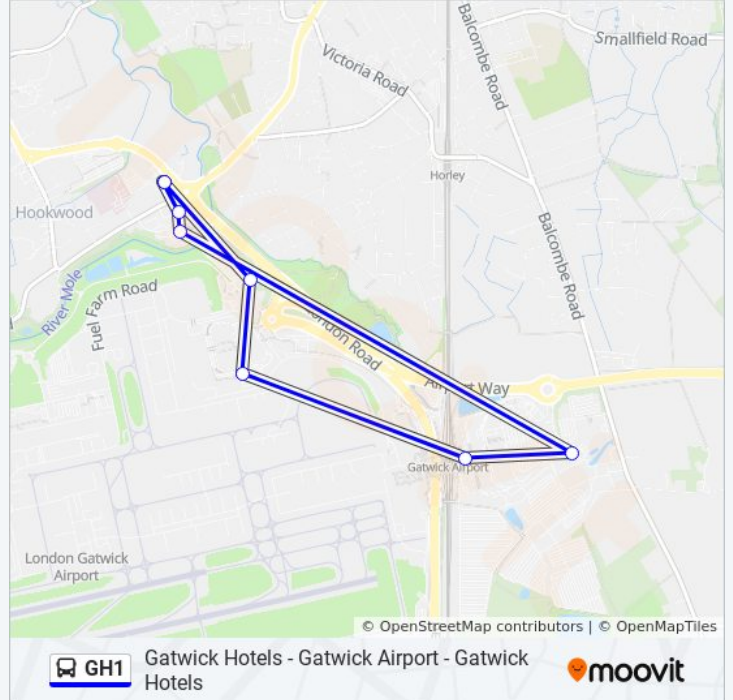 Smallfield Road
Balcombe Road
Victoria Road
Horley
Hookwood
Balcombe Road
River Mole
Fuel Farm Road
London Road
Airport Way
Gatwick Airport
London Gatwick
Airport
© OpenStreetMap contributors | © OpenMapTiles
GH1
Gatwick Hotels - Gatwick Airport - Gatwick
Hotels
moovit